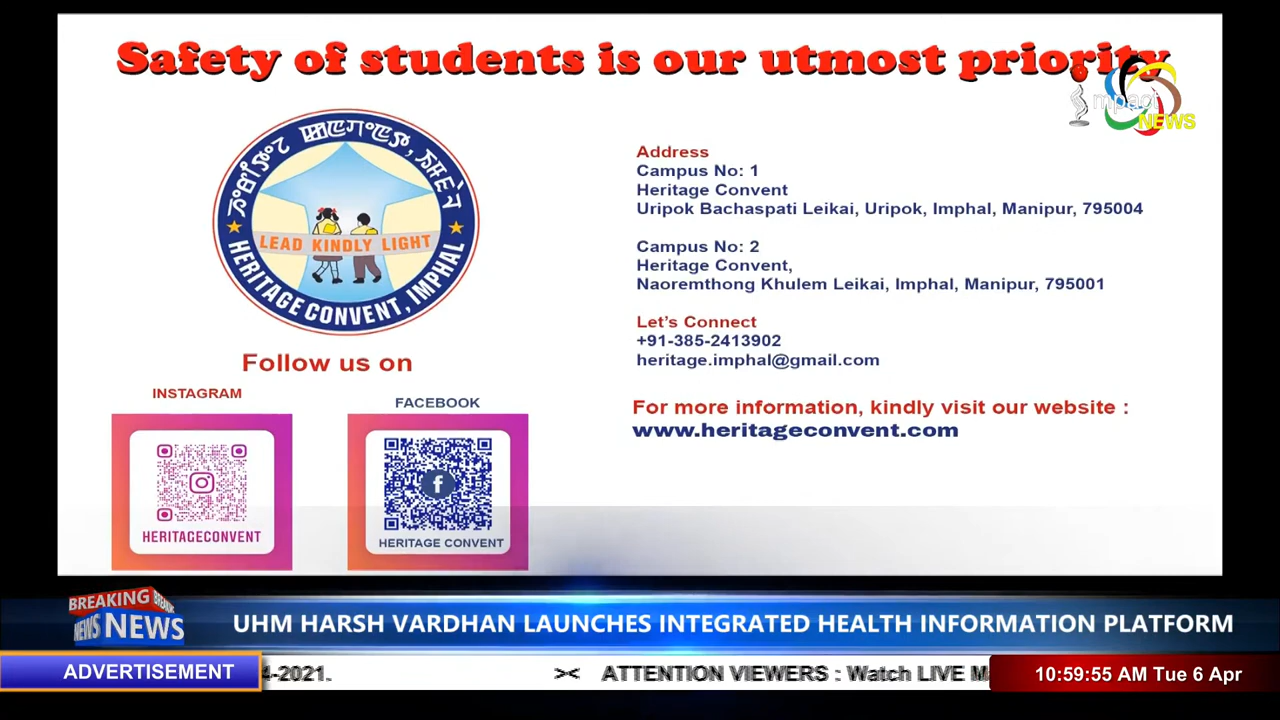 Safety of students is our utmost priority
Impact
NEWS
LEAD KINDLY LIGHT
HERITAGE CONVENT, IMPHAL
Address
Campus No: 1
Heritage Convent
Uripok Bachaspati Leikai, Uripok, Imphal, Manipur, 795004
Campus No: 2
Heritage Convent,
Naoremthong Khulem Leikai, Imphal, Manipur, 795001
Let's Connect
+91-385-2413902
heritage.imphal@gmail.com
For more information, kindly visit our website :
www.heritageconvent.com
Follow us on
INSTAGRAM
HERITAGECONVENT
FACEBOOK
HERITAGE CONVENT
BREAKING
NEWS NEWS
UHM HARSH VARDHAN LAUNCHES INTEGRATED HEALTH INFORMATION PLATFORM
ADVERTISEMENT
4-2021. ATTENTION VIEWERS : Watch LIVE
10:59:55 AM Tue 6 Apr